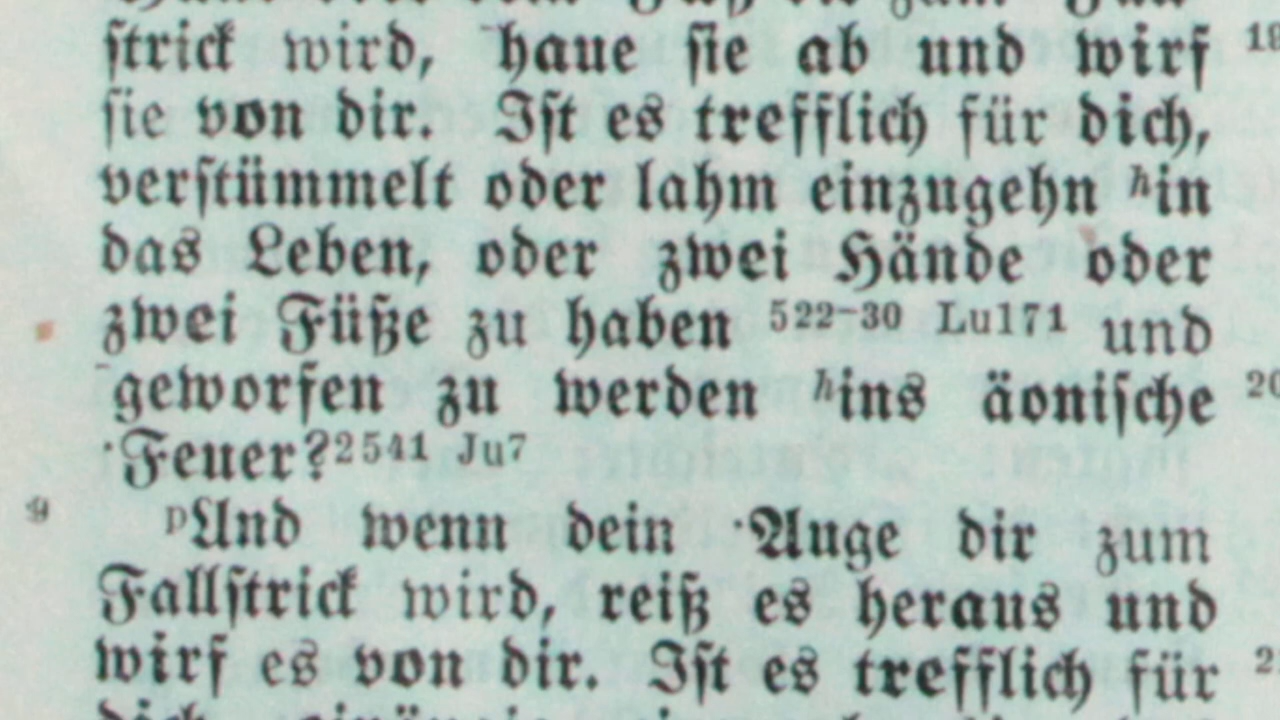 ſtrick wird, ‾haue ſie ab und wirf 18
ſie von dir. Iſt es trefflich für dich,
verſtümmelt oder lahm einzugehn ʰin
das Leben, oder zwei Hände oder
zwei Füße zu haben 522-30 Lu171 und
‾geworfen zu werden ʰins äoniſche 20
·Feuer?2541 Ju7
9 ᵖUnd wenn dein ·Auge dir zum
Fallſtrick wird, reiß es heraus und
wirf es von dir. Iſt es trefflich für